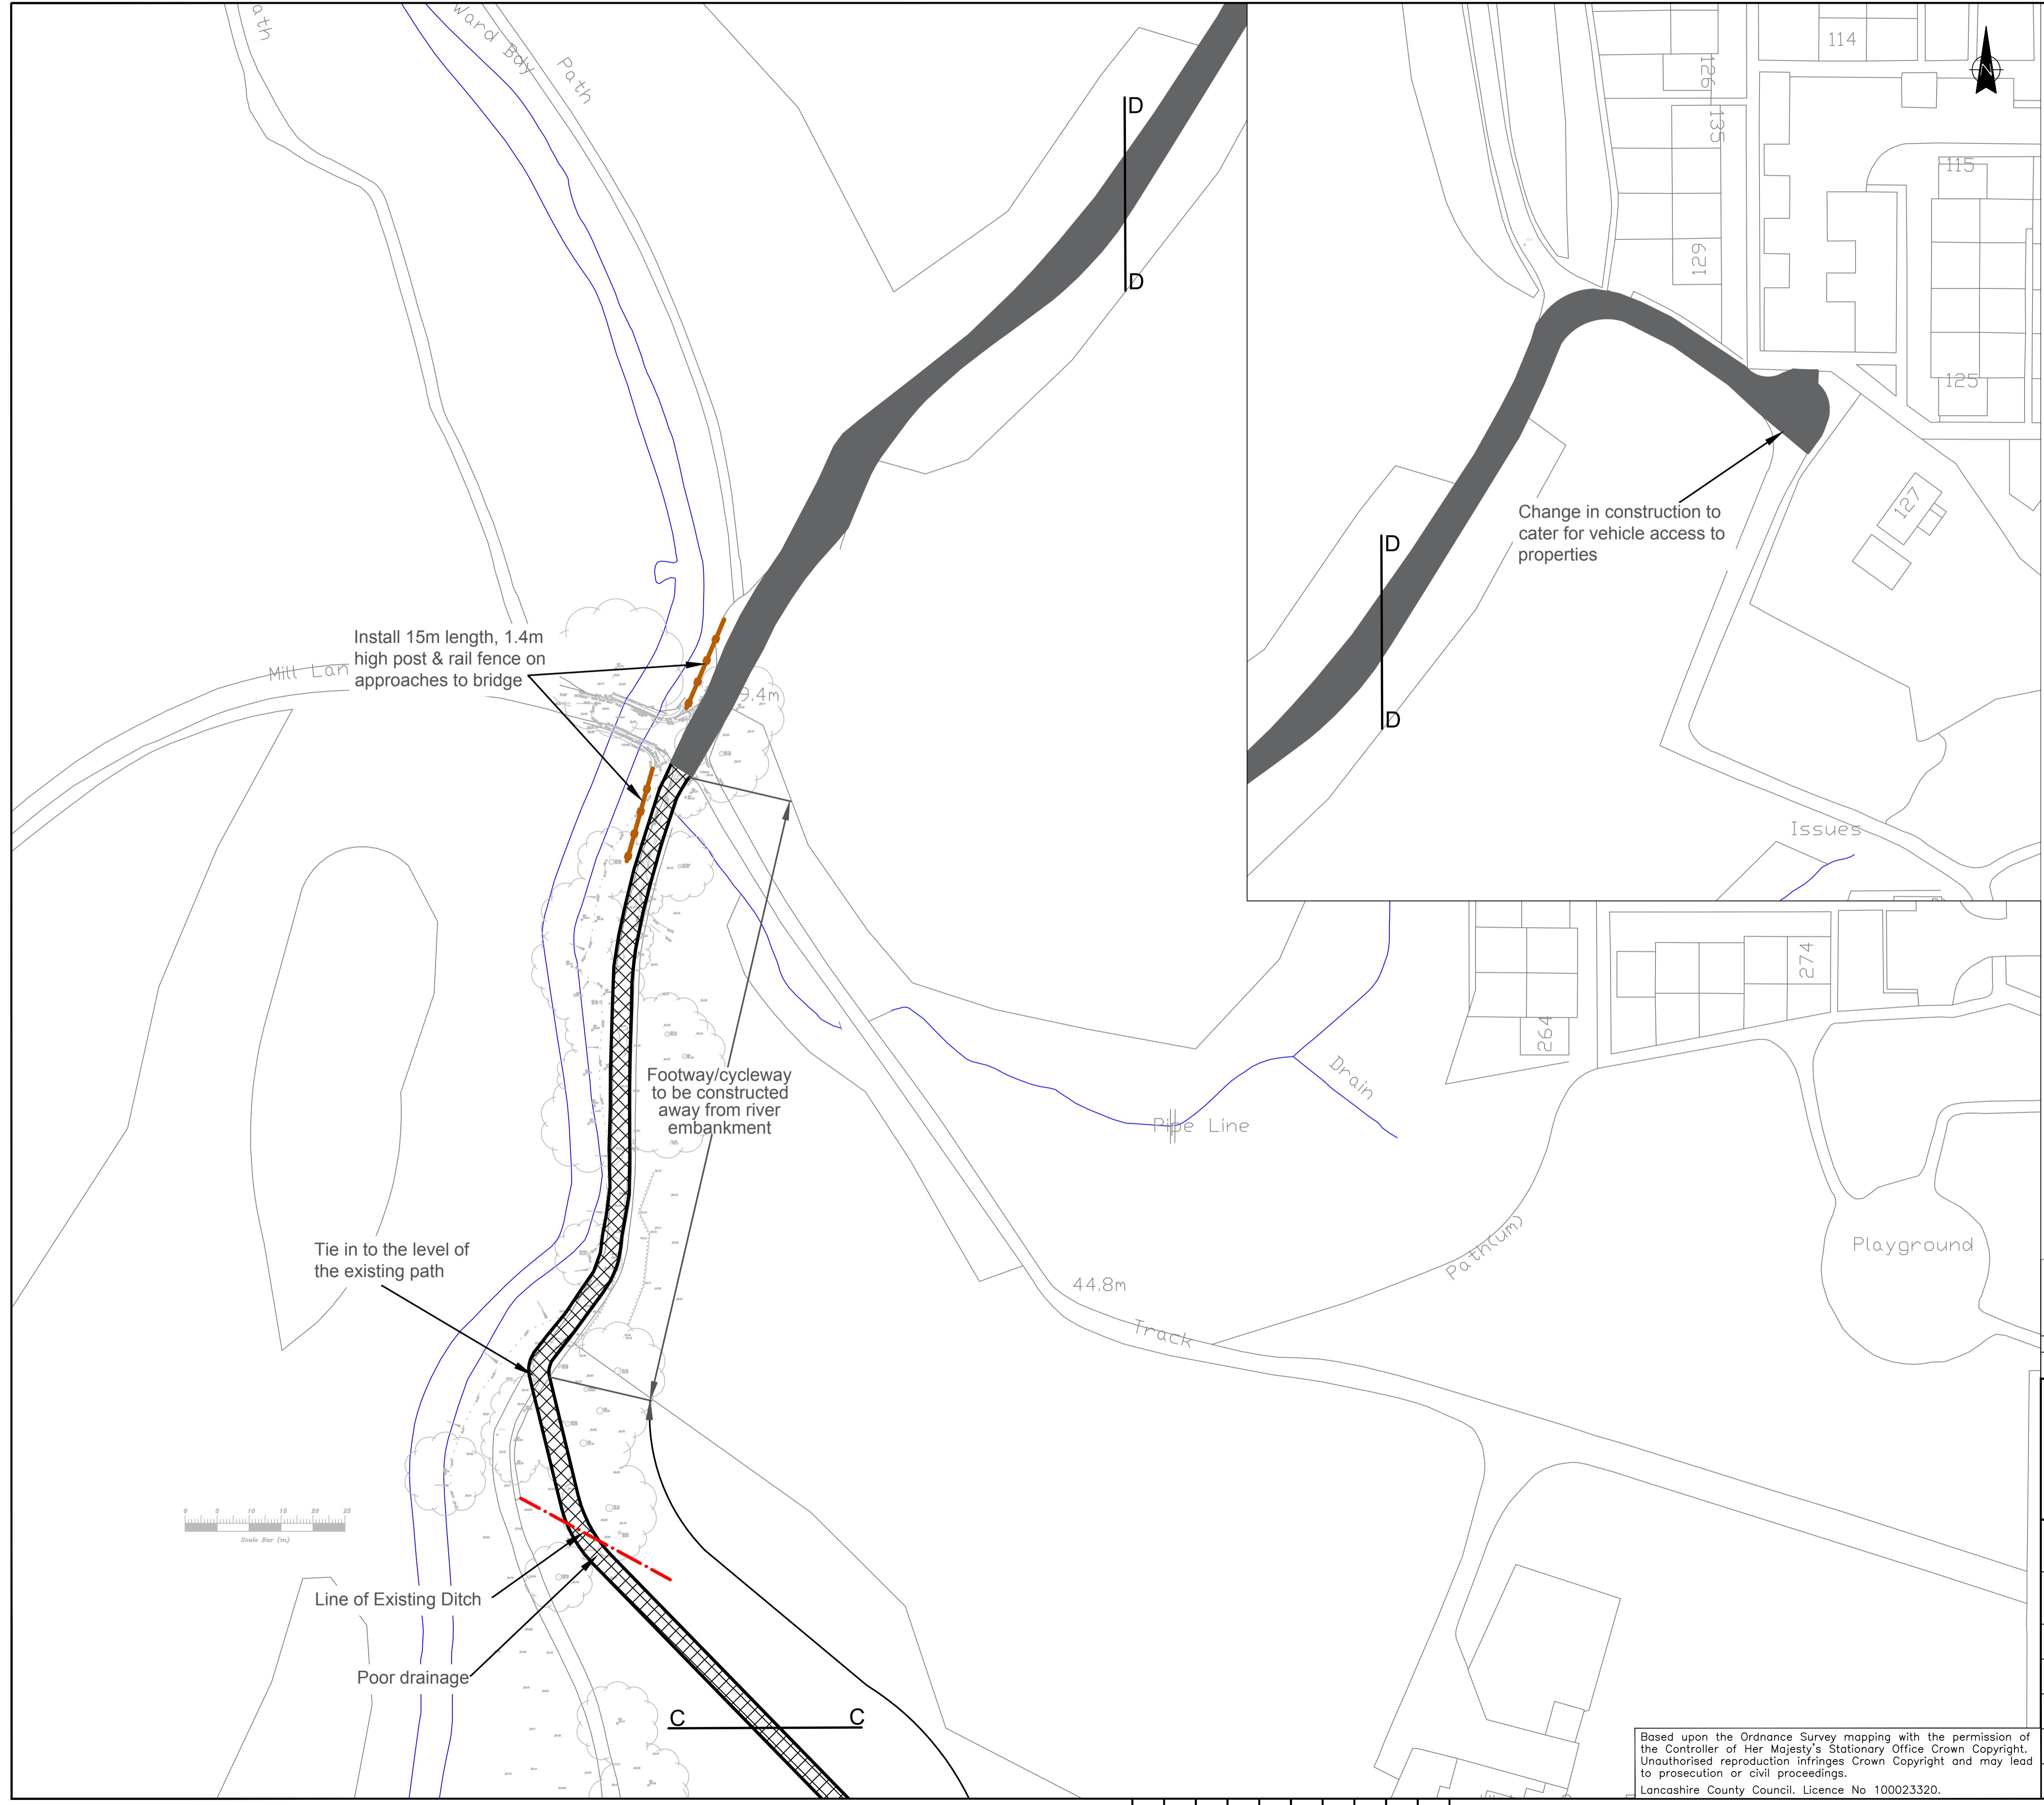 ath
ward Bdy
Path
D
D
114
126
135
115
129
125
N
127
Change in construction to
cater for vehicle access to
properties
D
D
Issues
Install 15m length, 1.4m
high post & rail fence on
approaches to bridge
Mill Lan
9.4m
274
264
Drain
Pipe Line
Footway/cycleway
to be constructed
away from river
embankment
Path(um)
Playground
Tie in to the level of
the existing path
44.8m
Track
0 5 10 15 20 25
Scale Bar (m)
Line of Existing Ditch
Poor drainage
C C
Based upon the Ordnance Survey mapping with the permission of
the Controller of Her Majesty's Stationary Office Crown Copyright.
Unauthorised reproduction infringes Crown Copyright and may lead
to prosecution or civil proceedings.
Lancashire County Council. Licence No 100023320.